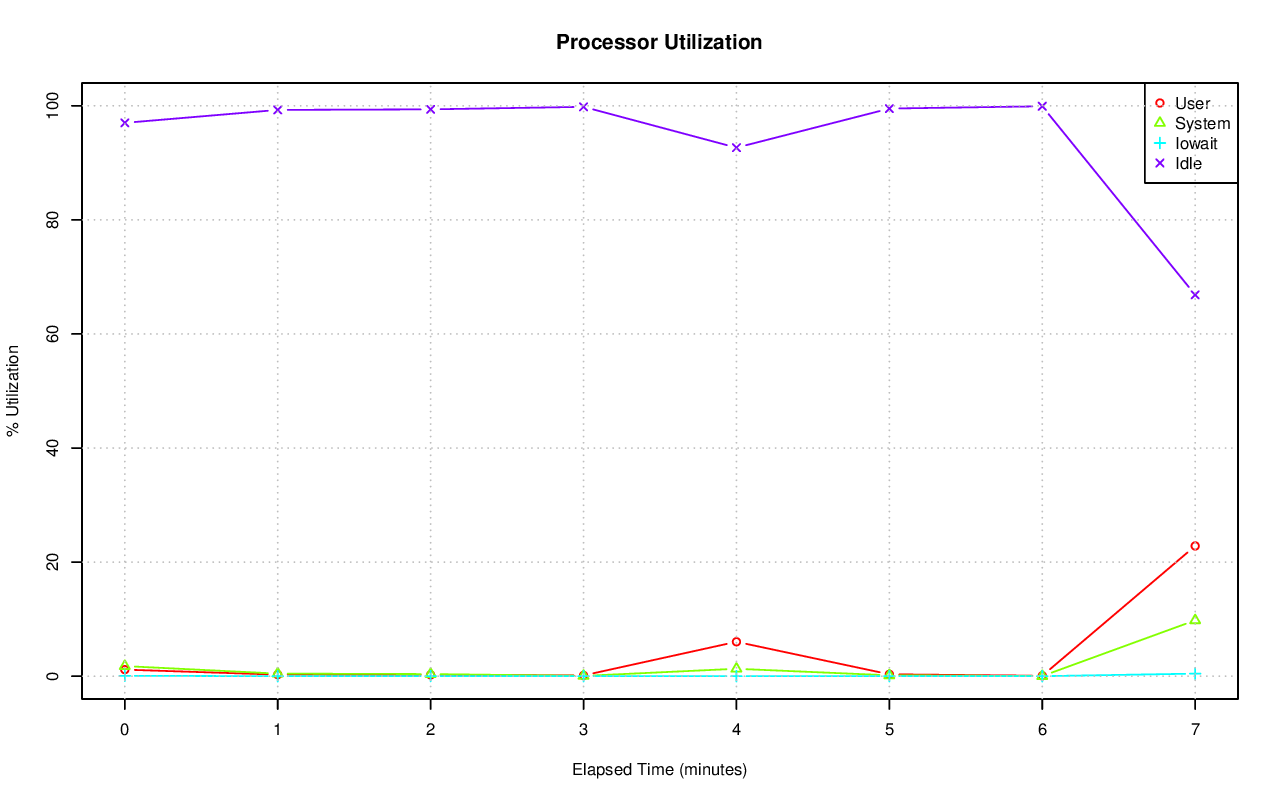 Processor Utilization
100
80
60
40
20
0
% Utilization
User
System
Iowait
Idle
0 1 2 3 4 5 6 7
Elapsed Time (minutes)